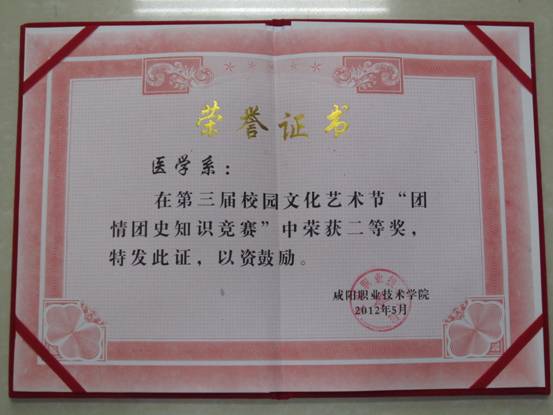 荣誉证书
医学系：
在第三届校园文化艺术节“团
情团史知识竞赛”中荣获二等奖，
特发此证，以资鼓励。
咸阳职业技术学院
2012年5月